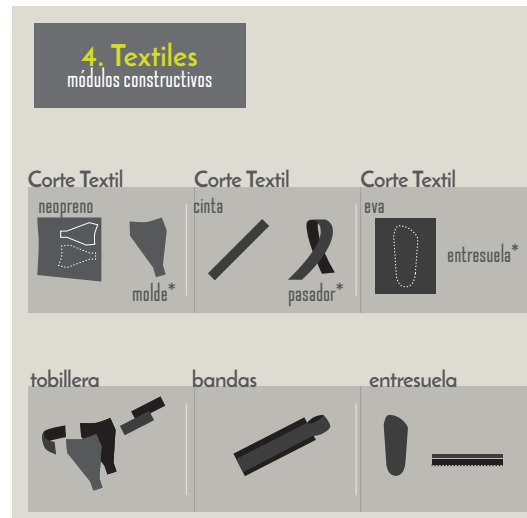 4. Textiles
módulos constructivos
Corte Textil
neopreno
molde*
Corte Textil
cinta
pasador*
Corte Textil
eva
entresuela*
tobillera
bandas
entresuela